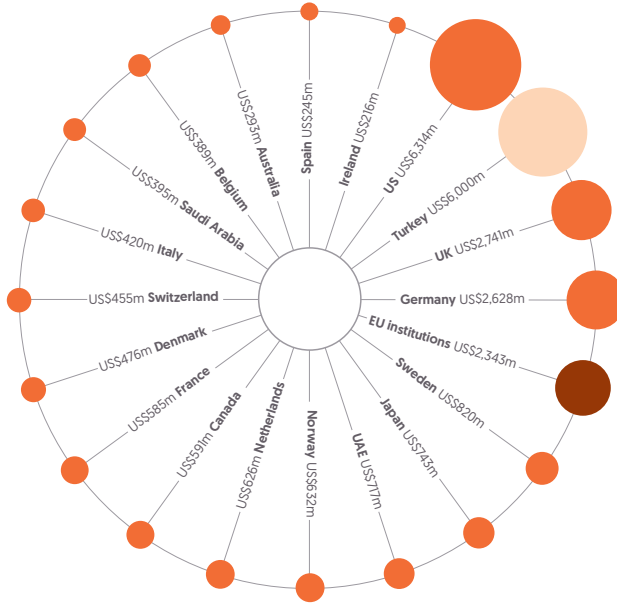 US US$6,314m
Turkey US$6,000m
UK US$2,741m
Germany US$2,628m
EU institutions US$2,343m
Sweden US$820m
Japan US$743m
UAE US$717m
Norway US$632m
US$626m Netherlands
US$591m Canada
US$585m France
US$476m Denmark
US$455m Switzerland
US$420m Italy
US$395m Saudi Arabia
US$389m Belgium
US$293m Australia
Spain US$245m
Ireland US$216m